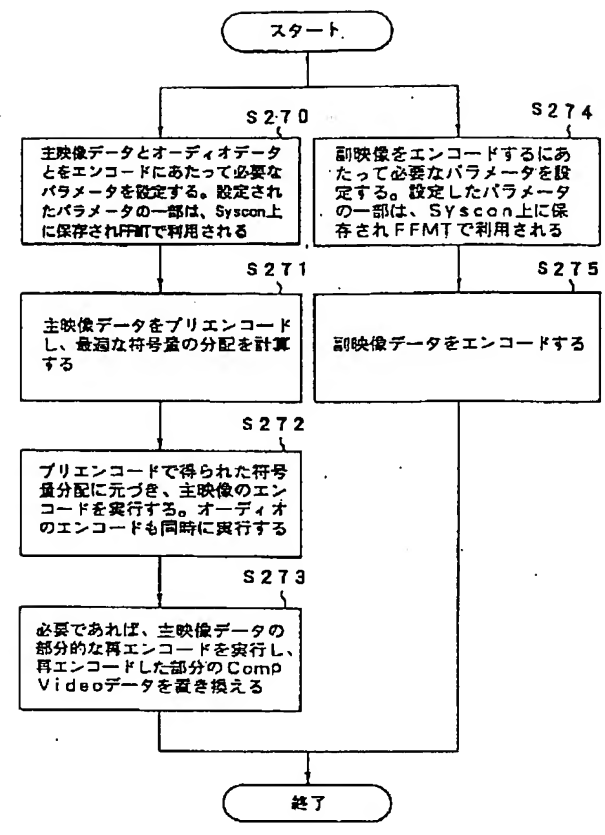 スタート
S270
主映像データとオーディオデータ
とをエンコードにあたって必要な
パラメータを設定する。設定され
たパラメータの一部は、Syscon上
に保存されFFMTで利用される
S271
主映像データをプリエンコード
し、最適な符号量の分配を計算
する
S272
プリエンコードで得られた符号
量分配に元づき、主映像のエン
コードを実行する。オーディオ
のエンコードも同時に実行する
S273
必要であれば、主映像データの
部分的な再エンコードを実行し、
再エンコードした部分のComp
Videoデータを置き換える
S274
副映像をエンコードするにあ
たって必要なパラメータを設
定する。設定したパラメータ
の一部は、Syscon上に保
存されFFMTで利用される
S275
副映像データをエンコードする
終了